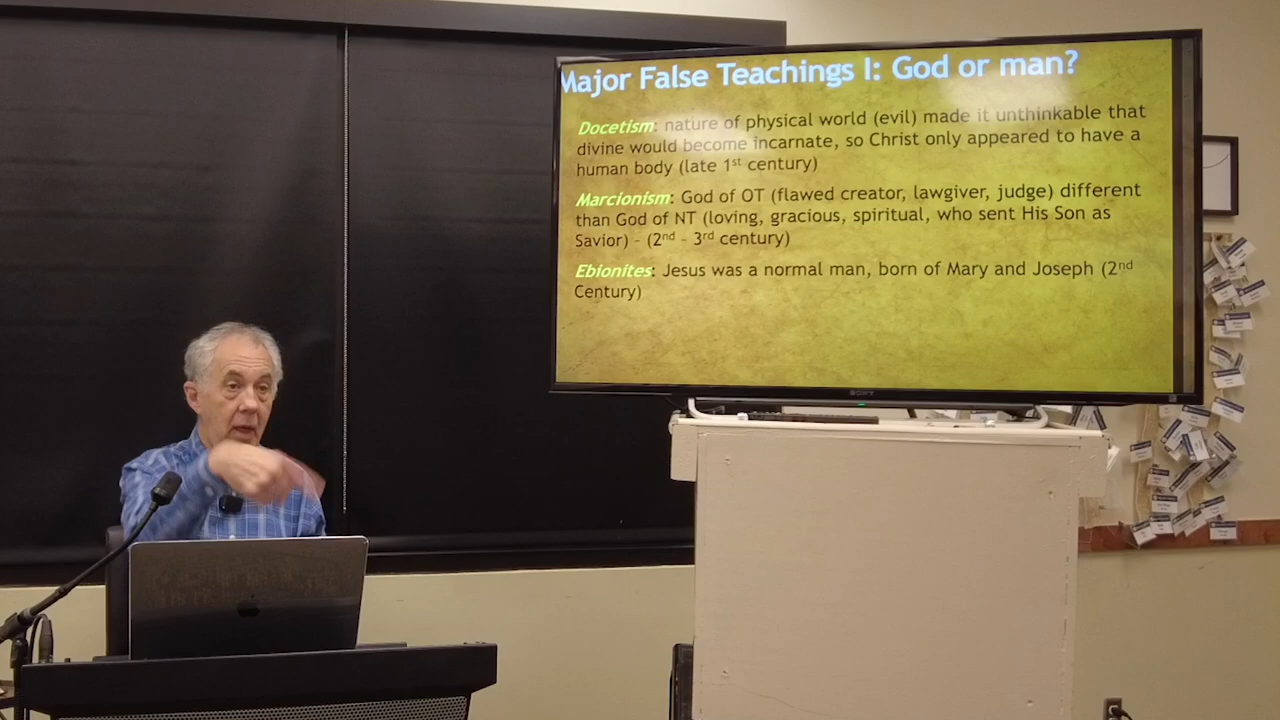 Major False Teachings I: God or man?
Docetism: nature of physical world (evil) made it unthinkable that
divine would become incarnate, so Christ only appeared to have a
human body (late 1st century)
Marcionism: God of OT (flawed creator, lawgiver, judge) different
than God of NT (loving, gracious, spiritual, who sent His Son as
Savior) – (2nd – 3rd century)
Ebionites: Jesus was a normal man, born of Mary and Joseph (2nd
Century)
SONY